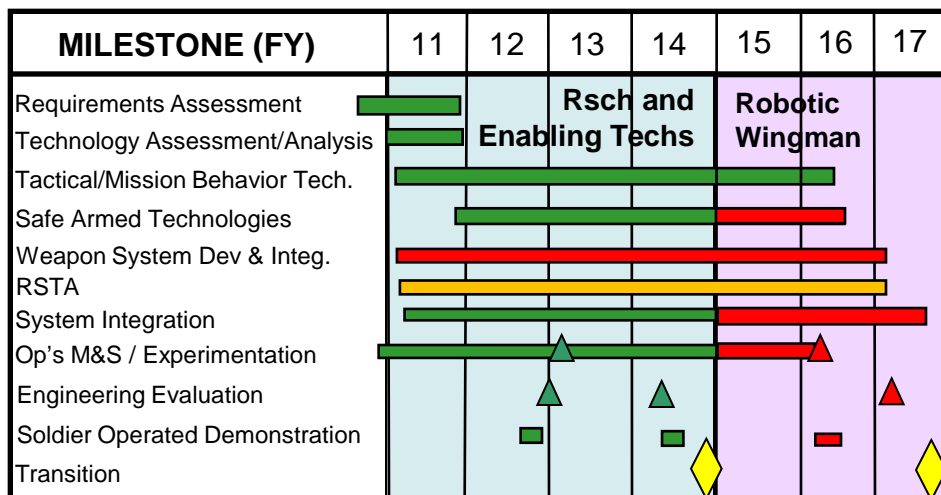 MILESTONE (FY) 11 12 13 14 15 16 17
Requirements Assessment
Rsch and
Enabling Techs
Robotic
Wingman
Technology Assessment/Analysis
Tactical/Mission Behavior Tech.
Safe Armed Technologies
Weapon System Dev & Integ.
RSTA
System Integration
Op's M&S / Experimentation
Engineering Evaluation
Soldier Operated Demonstration
Transition